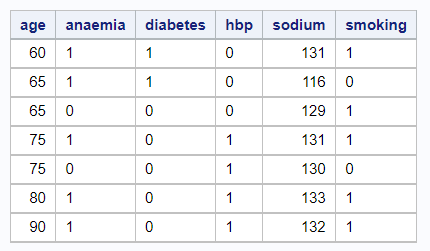 age anaemia diabetes hbp sodium smoking
60 1 1 0 131 1
65 1 1 0 116 0
65 0 0 0 129 1
75 1 0 1 131 1
75 0 0 1 130 0
80 1 0 1 133 1
90 1 0 1 132 1